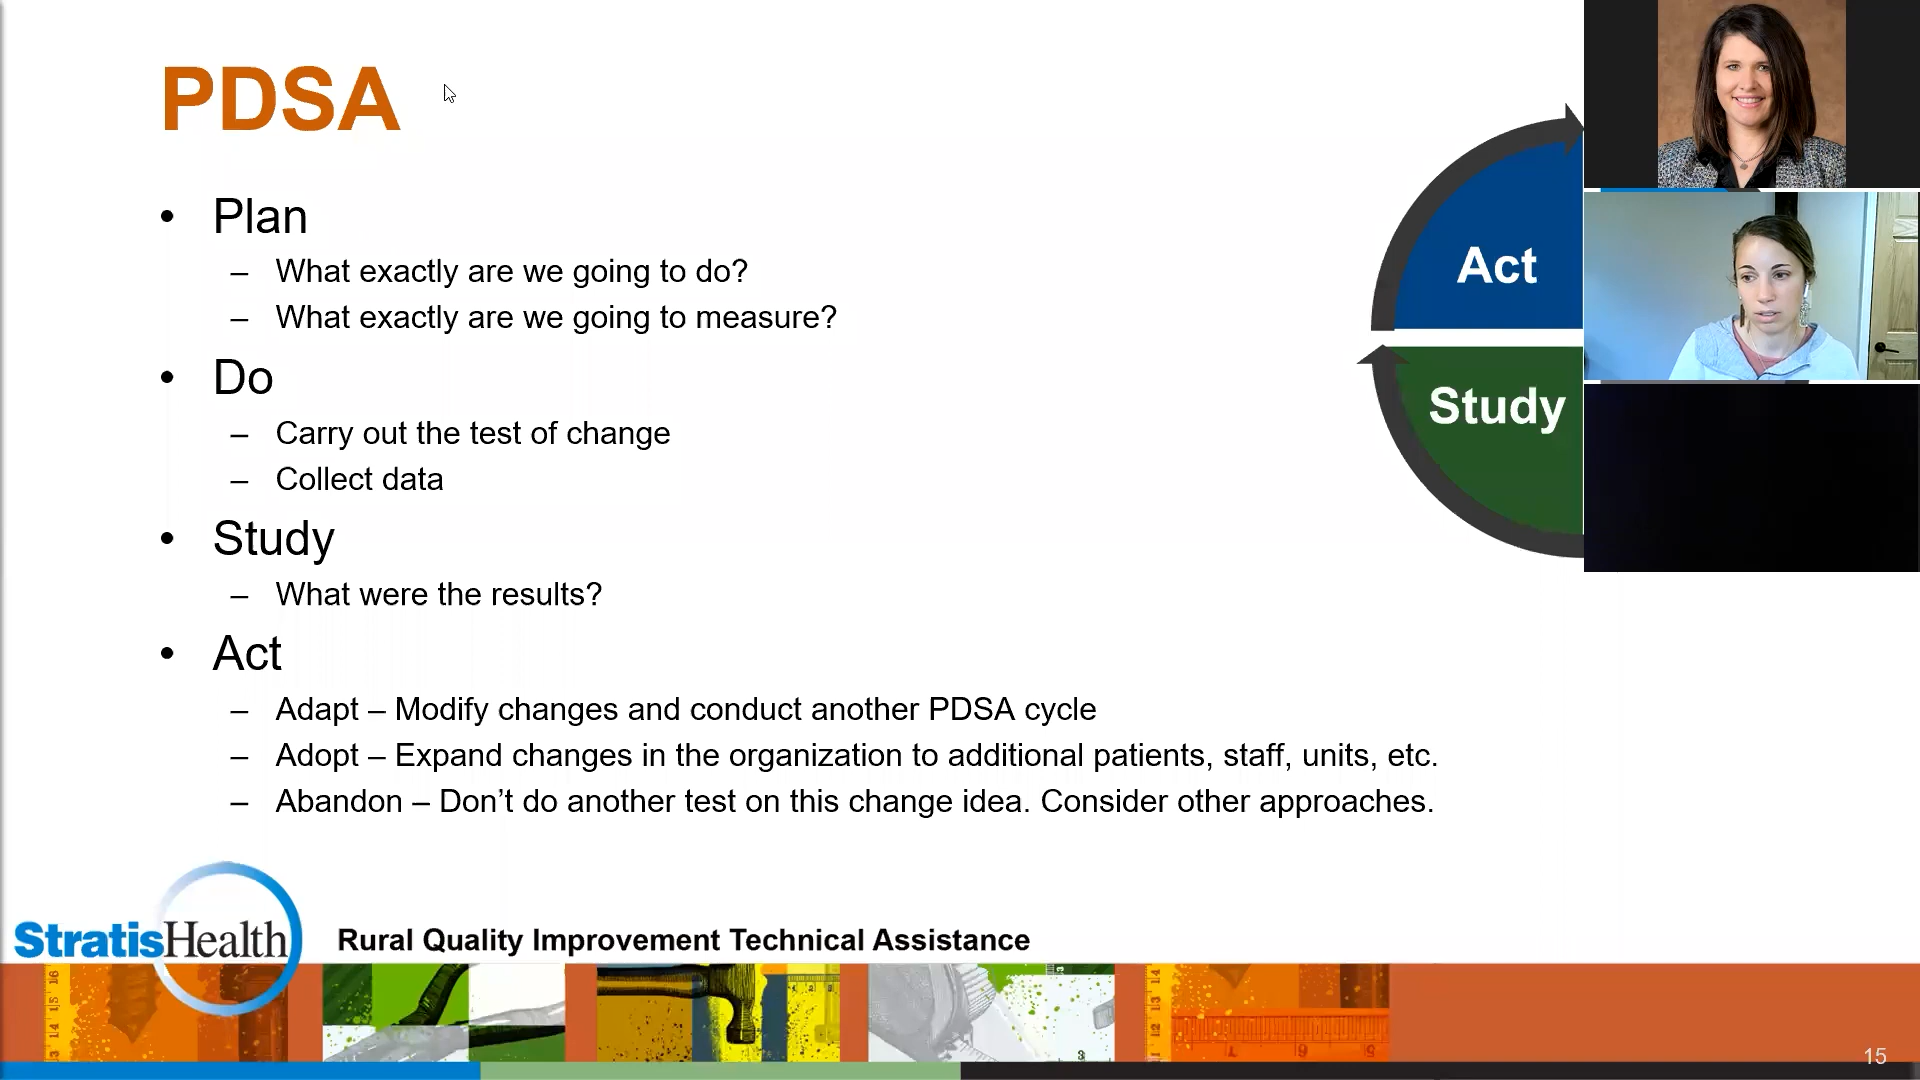 PDSA
• Plan
– What exactly are we going to do?
– What exactly are we going to measure?
• Do
– Carry out the test of change
– Collect data
• Study
– What were the results?
• Act
– Adapt – Modify changes and conduct another PDSA cycle
– Adopt – Expand changes in the organization to additional patients, staff, units, etc.
– Abandon – Don’t do another test on this change idea. Consider other approaches.
Act
Study
StratisHealth
Rural Quality Improvement Technical Assistance
15